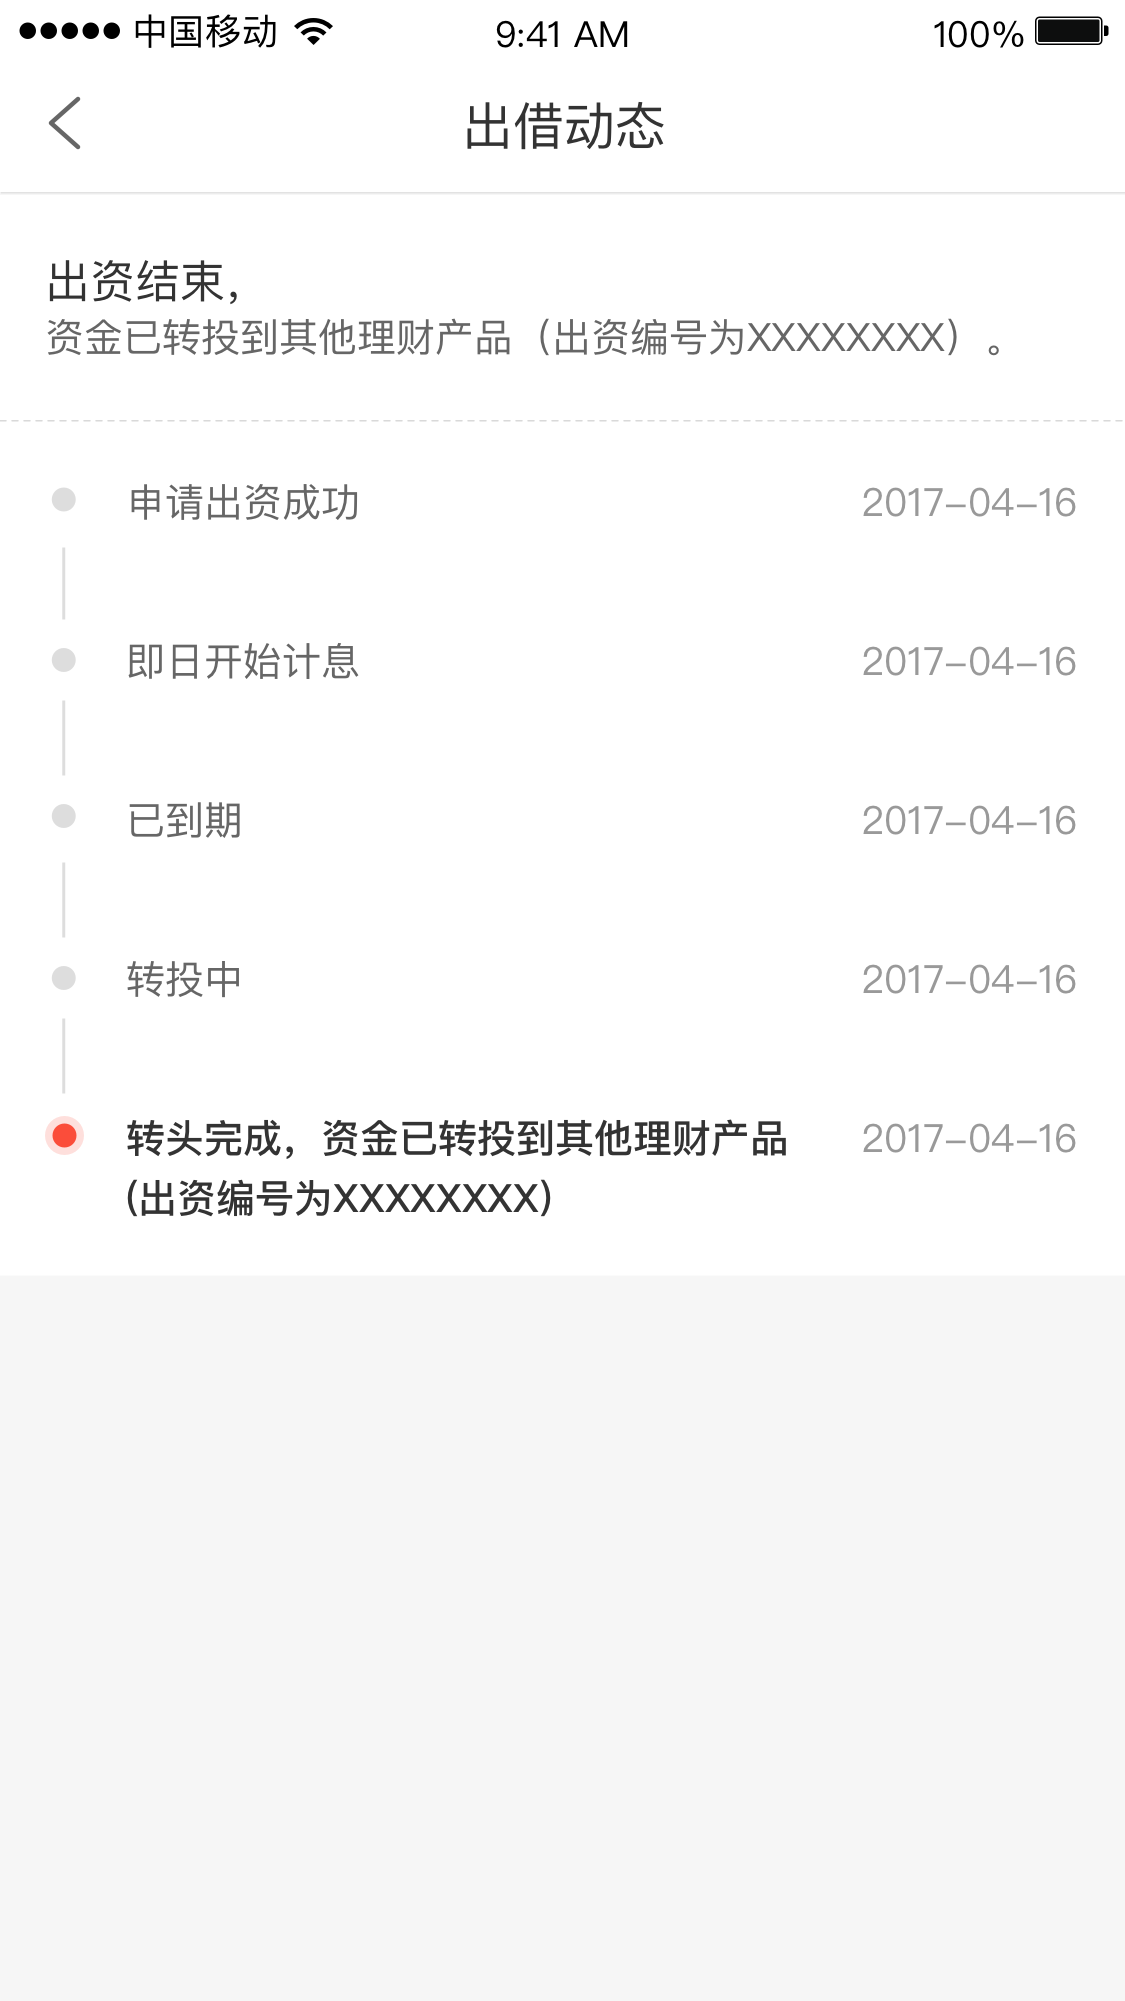 中国移动 9:41 AM 100%
出借动态
出资结束，
资金已转投到其他理财产品（出资编号为XXXXXXXX）。
申请出资成功 2017-04-16
即日开始计息 2017-04-16
已到期 2017-04-16
转投中 2017-04-16
转头完成，资金已转投到其他理财产品 2017-04-16
(出资编号为XXXXXXXX)